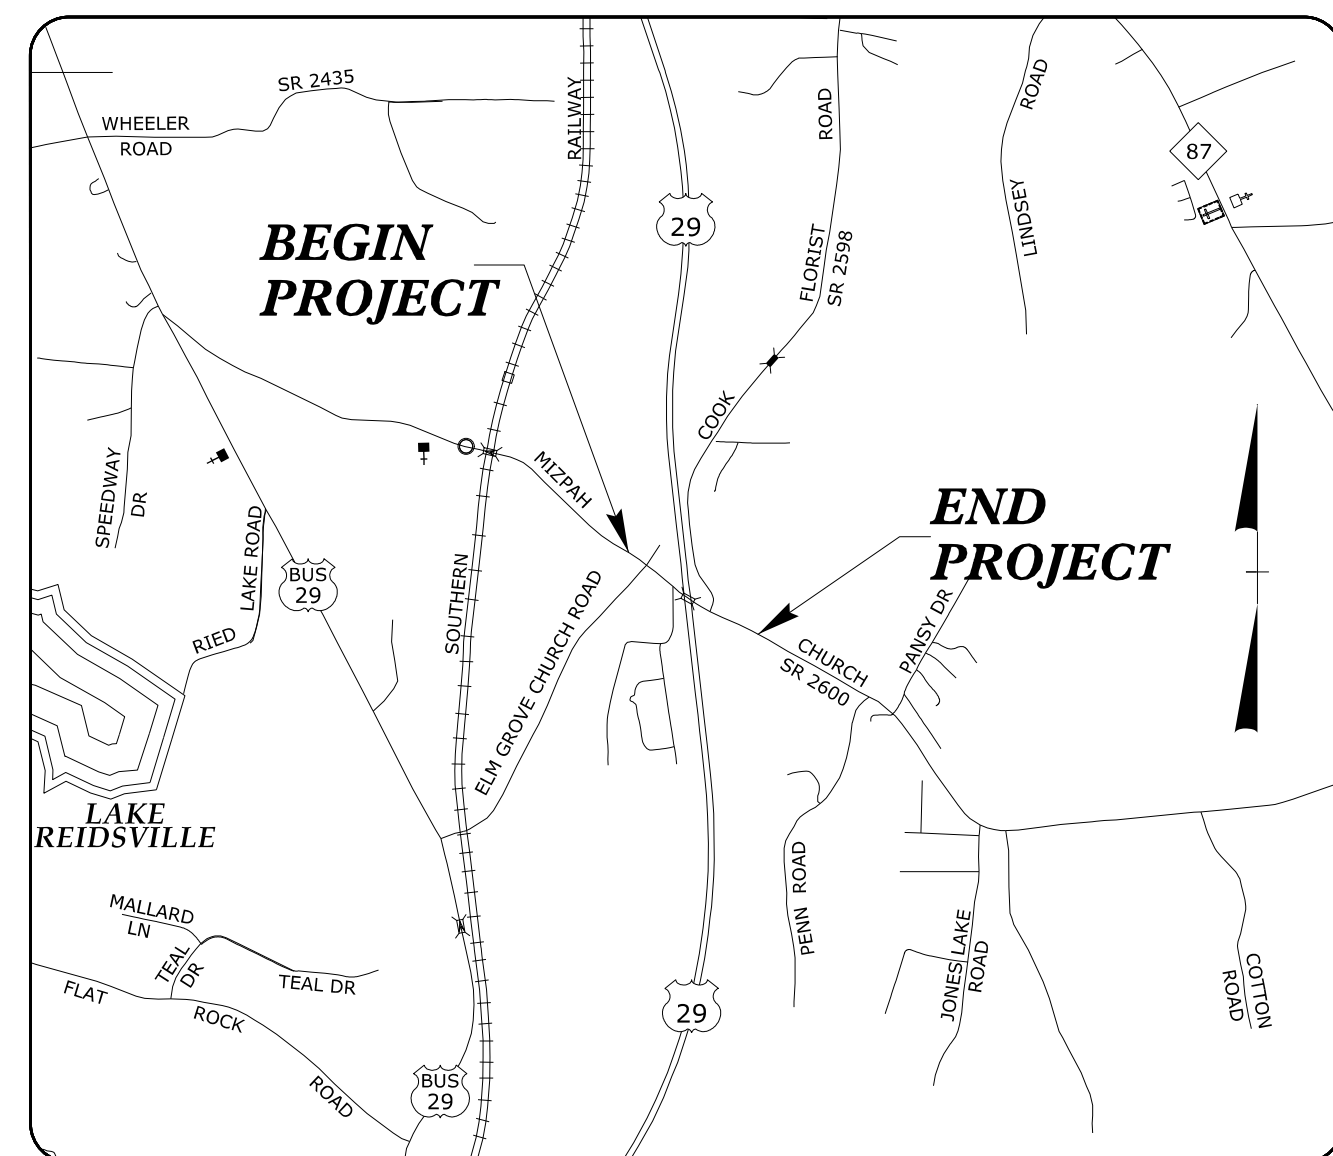 SR 2435
WHEELER
ROAD
RAILWAY
ROAD
ROAD
87
LINDSEY
29
FLORIST
SR 2598
BEGIN
PROJECT
COOK
MIZPAH
SPEEDWAY
DR
LAKE ROAD
END
PROJECT
BUS
29
SOUTHERN
ELM GROVE CHURCH ROAD
PANSY DR
RIED
CHURCH
SR 2600
LAKE
REIDSVILLE
PENN ROAD
MALLARD
LN
TEAL
DR
TEAL DR
JONES LAKE
ROAD
COTTON
ROAD
FLAT
ROCK
ROAD
29
BUS
29